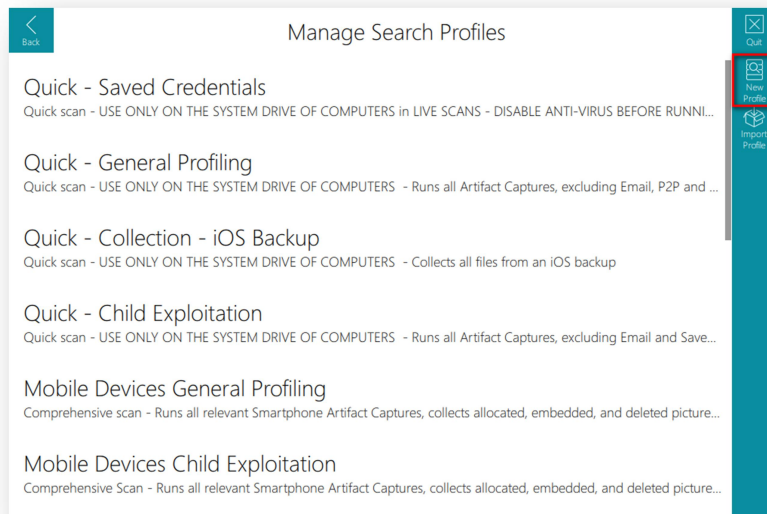 Back
Manage Search Profiles
Quit
New
Profile
Import
Profile
Quick - Saved Credentials
Quick scan - USE ONLY ON THE SYSTEM DRIVE OF COMPUTERS in LIVE SCANS - DISABLE ANTI-VIRUS BEFORE RUNNI...
Quick - General Profiling
Quick scan - USE ONLY ON THE SYSTEM DRIVE OF COMPUTERS - Runs all Artifact Captures, excluding Email, P2P and ...
Quick - Collection - iOS Backup
Quick scan - USE ONLY ON THE SYSTEM DRIVE OF COMPUTERS - Collects all files from an iOS backup
Quick - Child Exploitation
Quick scan - USE ONLY ON THE SYSTEM DRIVE OF COMPUTERS - Runs all Artifact Captures, excluding Email and Save...
Mobile Devices General Profiling
Comprehensive scan - Runs all relevant Smartphone Artifact Captures, collects allocated, embedded, and deleted picture...
Mobile Devices Child Exploitation
Comprehensive Scan - Runs all relevant Smartphone Artifact Captures, collects allocated, embedded, and deleted picture...